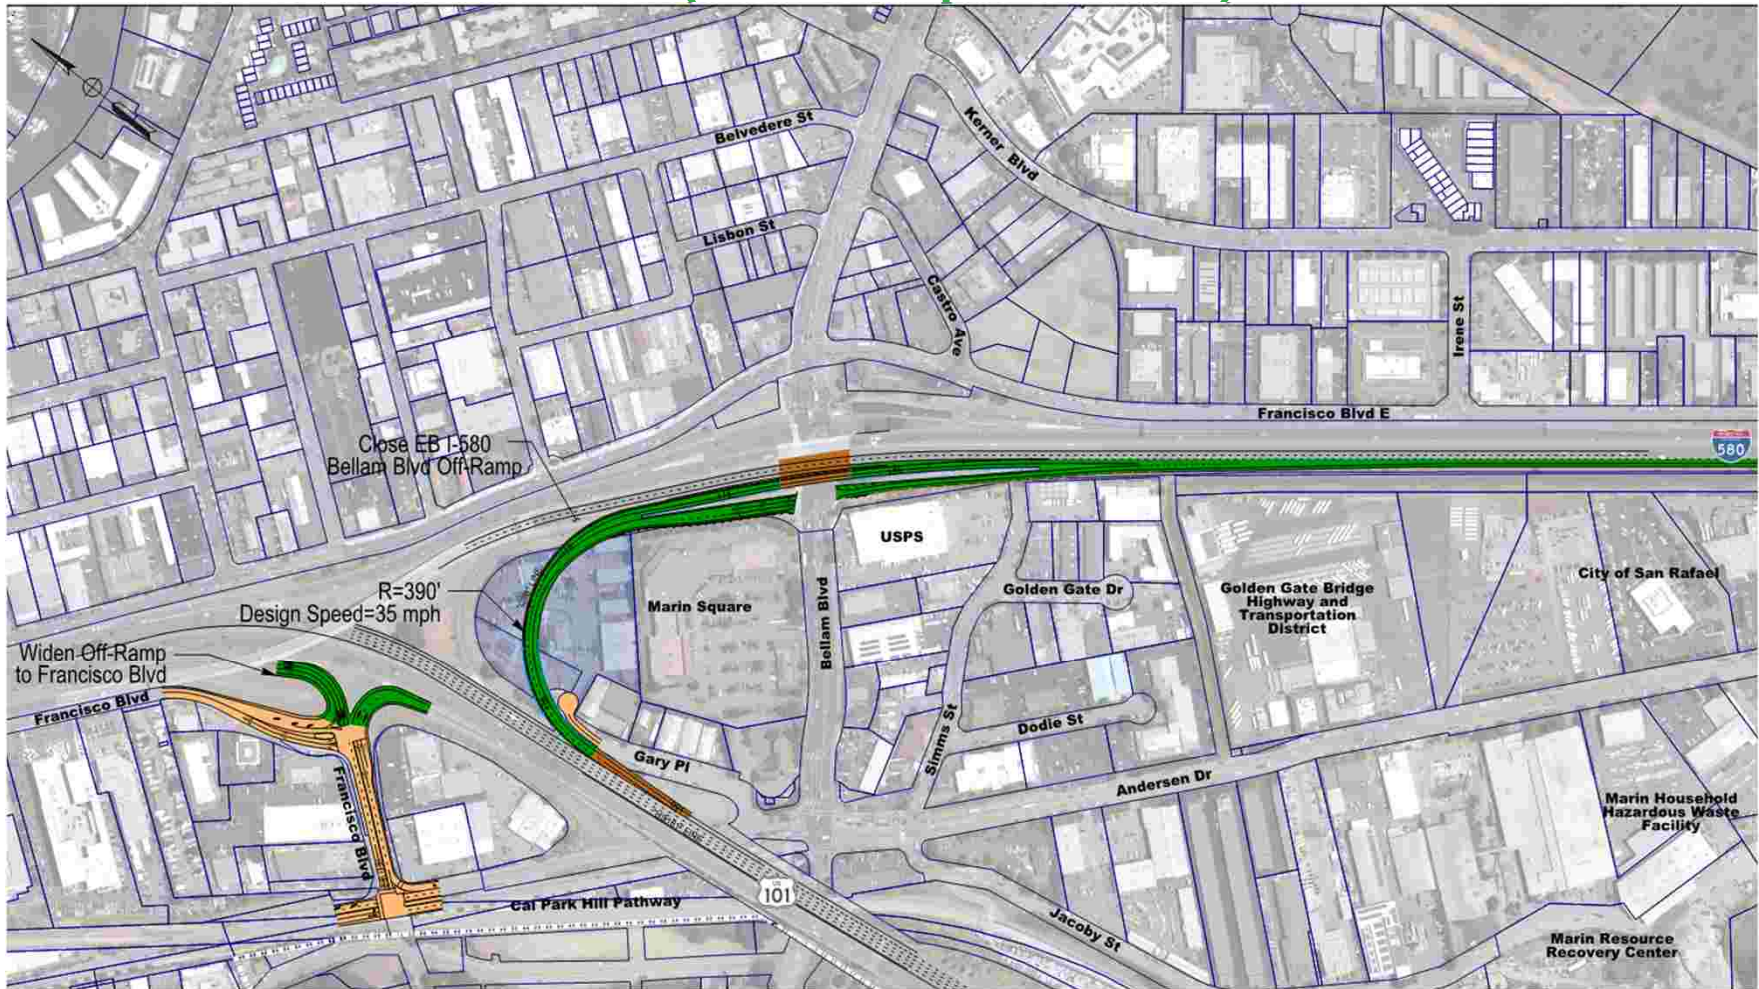 Belvedere St
Kerner Blvd
Lisbon St
Castro Ave
Irene St
Francisco Blvd E
Close EB I-580
Bellam Blvd Off-Ramp
580
USPS
R=390'
Design Speed=35 mph
Marin Square
Bellam Blvd
Golden Gate Dr
Golden Gate Bridge
Highway and
Transportation
District
City of San Rafael
Widen Off-Ramp
to Francisco Blvd
Francisco Blvd
Francisco Blvd
Gary Pl
Simms St
Dodie St
Andersen Dr
Marin Household
Hazardous Waste
Facility
US
101
Cal Park Hill Pathway
Jacoby St
Marin Resource
Recovery Center